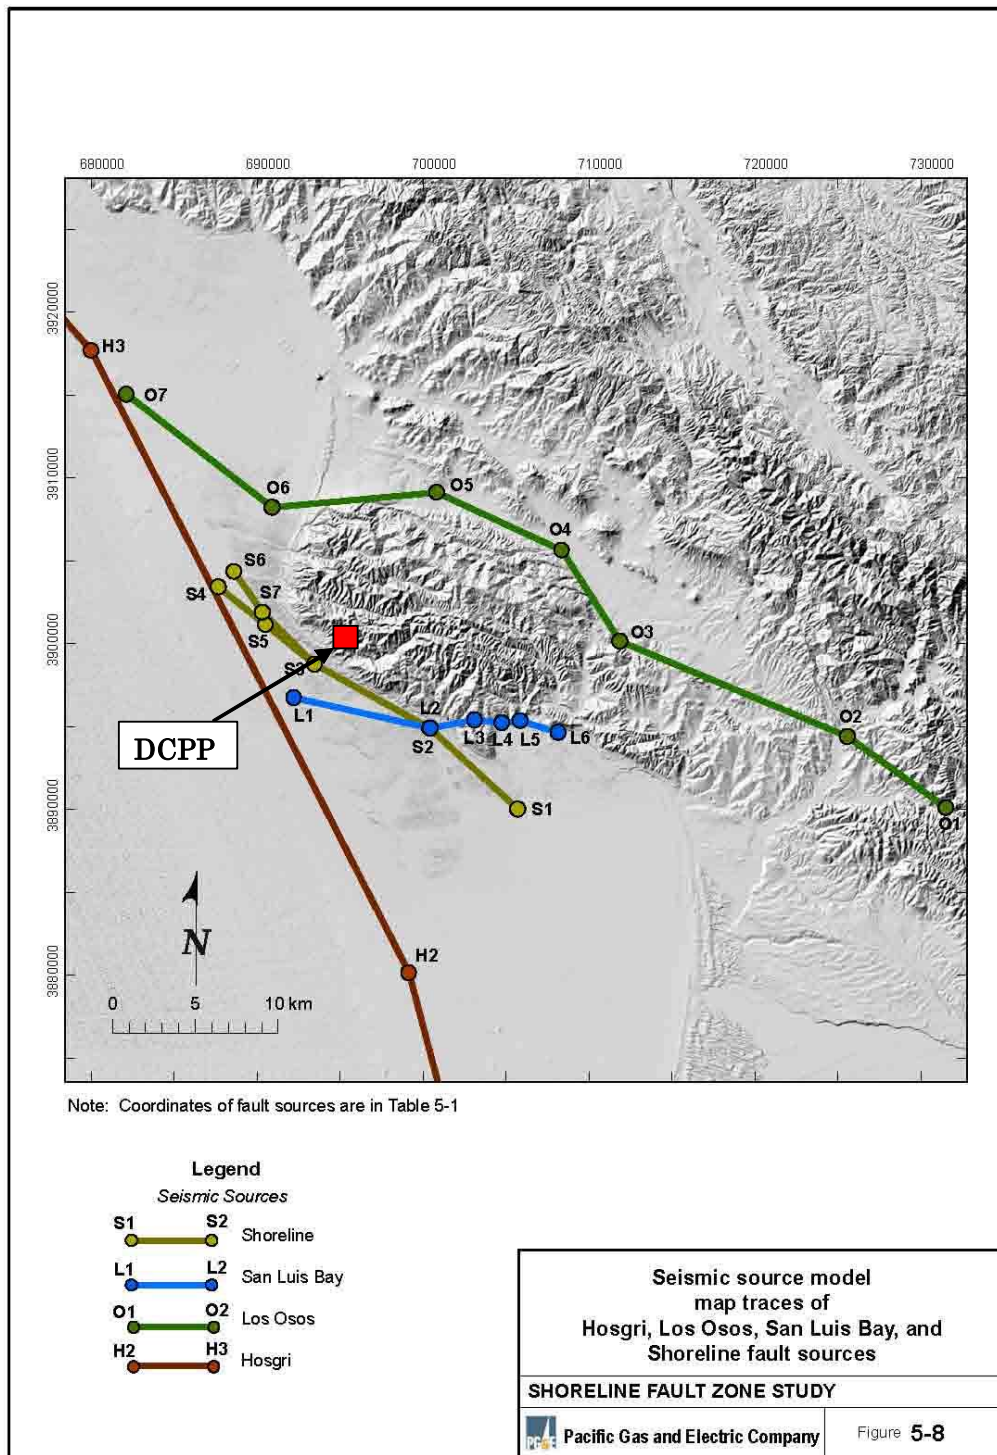 680000 690000 700000 710000 720000 730000
3920000
H3
O7
3910000
O6
O5
O4
S6
S4
S7
S5
O3
3900000
S3
L1
L2
L3
L4
L5
L6
S2
O2
DCPP
S1
3890000
O1
N
H2
3880000
0 5 10 km
Note: Coordinates of fault sources are in Table 5-1
Legend
Seismic Sources
S1 S2 Shoreline
L1 L2 San Luis Bay
O1 O2 Los Osos
H2 H3 Hosgri
Seismic source model
map traces of
Hosgri, Los Osos, San Luis Bay, and
Shoreline fault sources
SHORELINE FAULT ZONE STUDY
PG&E Pacific Gas and Electric Company
Figure 5-8